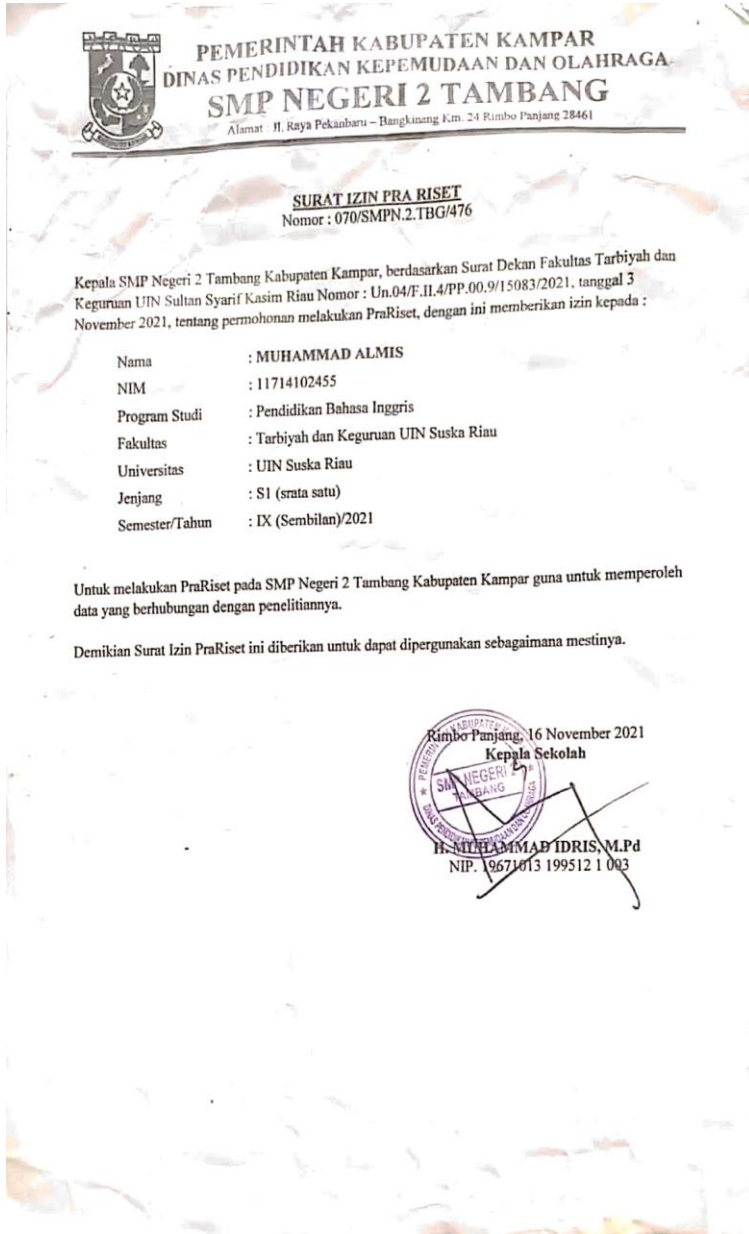 PEMERINTAH KABUPATEN KAMPAR
DINAS PENDIDIKAN KEPEMUDAAN DAN OLAHRAGA
SMP NEGERI 2 TAMBANG
Alamat : Jl. Raya Pekanbaru – Bangkinang Km. 24 Rimbo Panjang 28461
SURAT IZIN PRA RISET
Nomor : 070/SMPN.2.TBG/476
Kepala SMP Negeri 2 Tambang Kabupaten Kampar, berdasarkan Surat Dekan Fakultas Tarbiyah dan
Keguruan UIN Sultan Syarif Kasim Riau Nomor : Un.04/F.II.4/PP.00.9/15083/2021, tanggal 3
November 2021, tentang permohonan melakukan PraRiset, dengan ini memberikan izin kepada :
Nama : MUHAMMAD ALMIS
NIM : 11714102455
Program Studi : Pendidikan Bahasa Inggris
Fakultas : Tarbiyah dan Keguruan UIN Suska Riau
Universitas : UIN Suska Riau
Jenjang : S1 (srata satu)
Semester/Tahun : IX (Sembilan)/2021
Untuk melakukan PraRiset pada SMP Negeri 2 Tambang Kabupaten Kampar guna untuk memperoleh
data yang berhubungan dengan penelitiannya.
Demikian Surat Izin PraRiset ini diberikan untuk dapat dipergunakan sebagaimana mestinya.
Rimbo Panjang, 16 November 2021
Kepala Sekolah
SMP NEGERI 2
TAMBANG
H. MUHAMMAD IDRIS, M.Pd
NIP. 19671013 199512 1 003